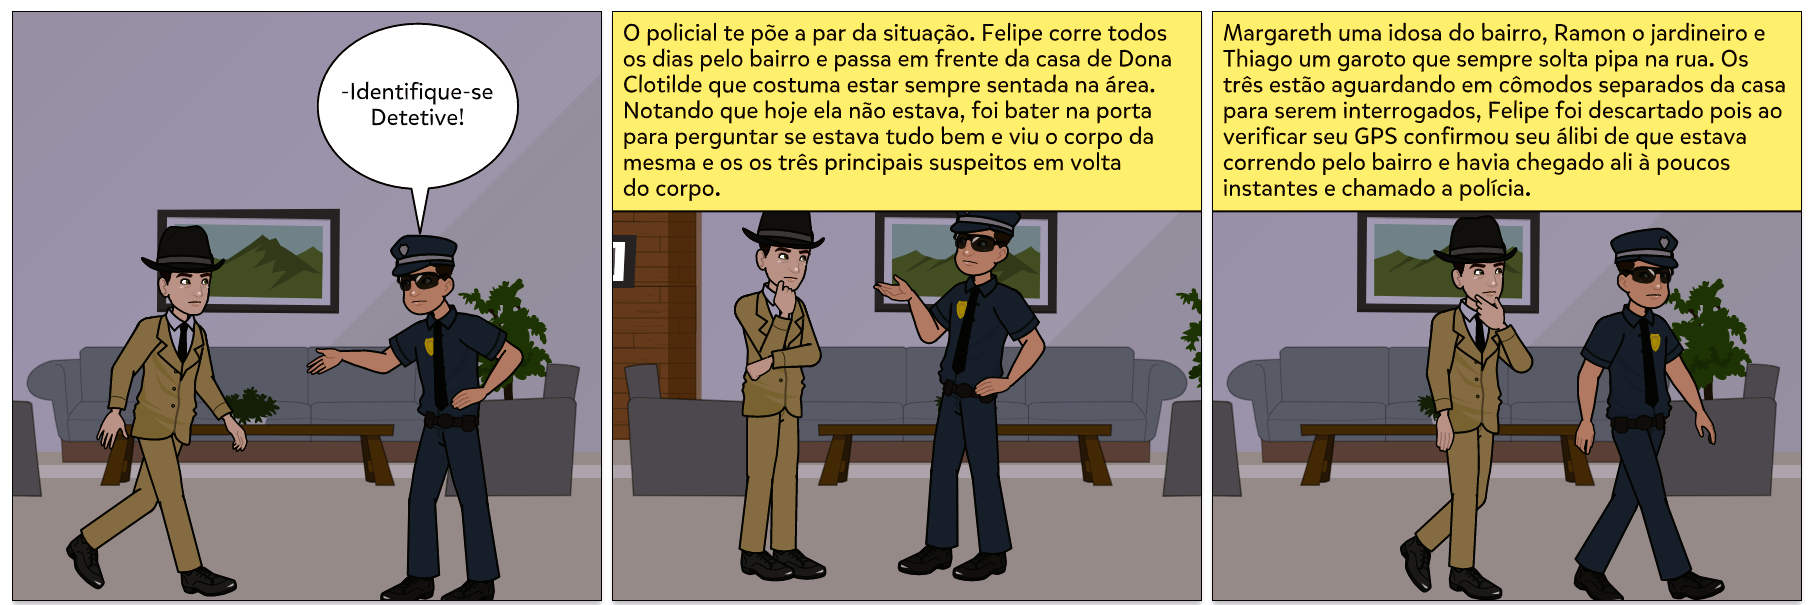 -Identifique-se
Detetive!
O policial te põe a par da situação. Felipe corre todos
os dias pelo bairro e passa em frente da casa de Dona
Clotilde que costuma estar sempre sentada na área.
Notando que hoje ela não estava, foi bater na porta
para perguntar se estava tudo bem e viu o corpo da
mesma e os os três principais suspeitos em volta
do corpo.
Margareth uma idosa do bairro, Ramon o jardineiro e
Thiago um garoto que sempre solta pipa na rua. Os
três estão aguardando em cômodos separados da casa
para serem interrogados, Felipe foi descartado pois ao
verificar seu GPS confirmou seu álibi de que estava
correndo pelo bairro e havia chegado ali à poucos
instantes e chamado a polícia.